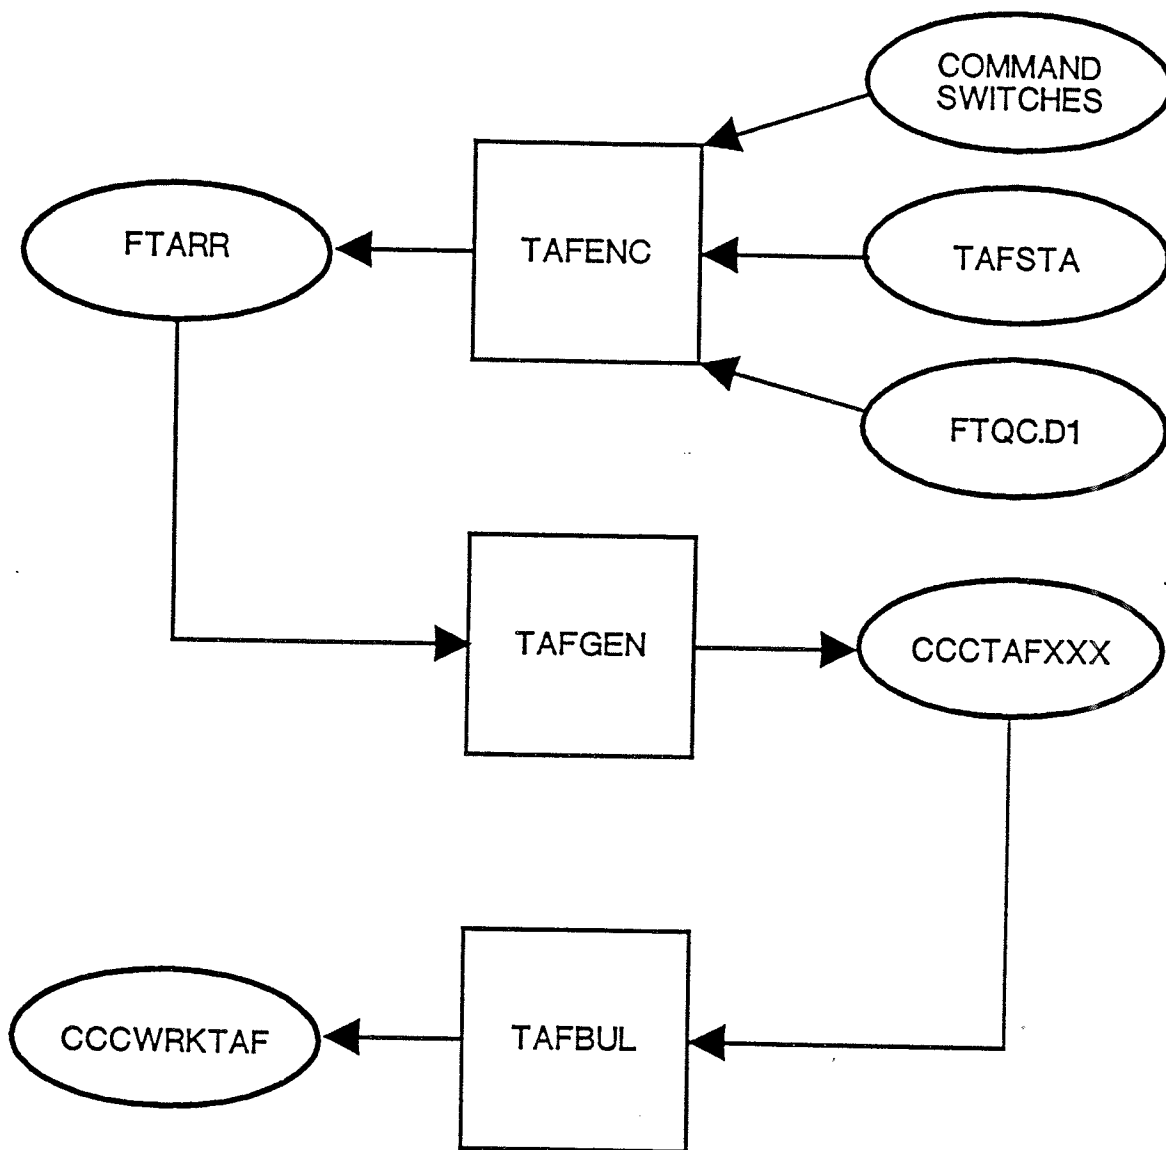 COMMAND
SWITCHES
FTARR
TAFENC
TAFSTA
FTQC.D1
TAFGEN
CCCTAFXXX
CCCWRKTAF
TAFBUL